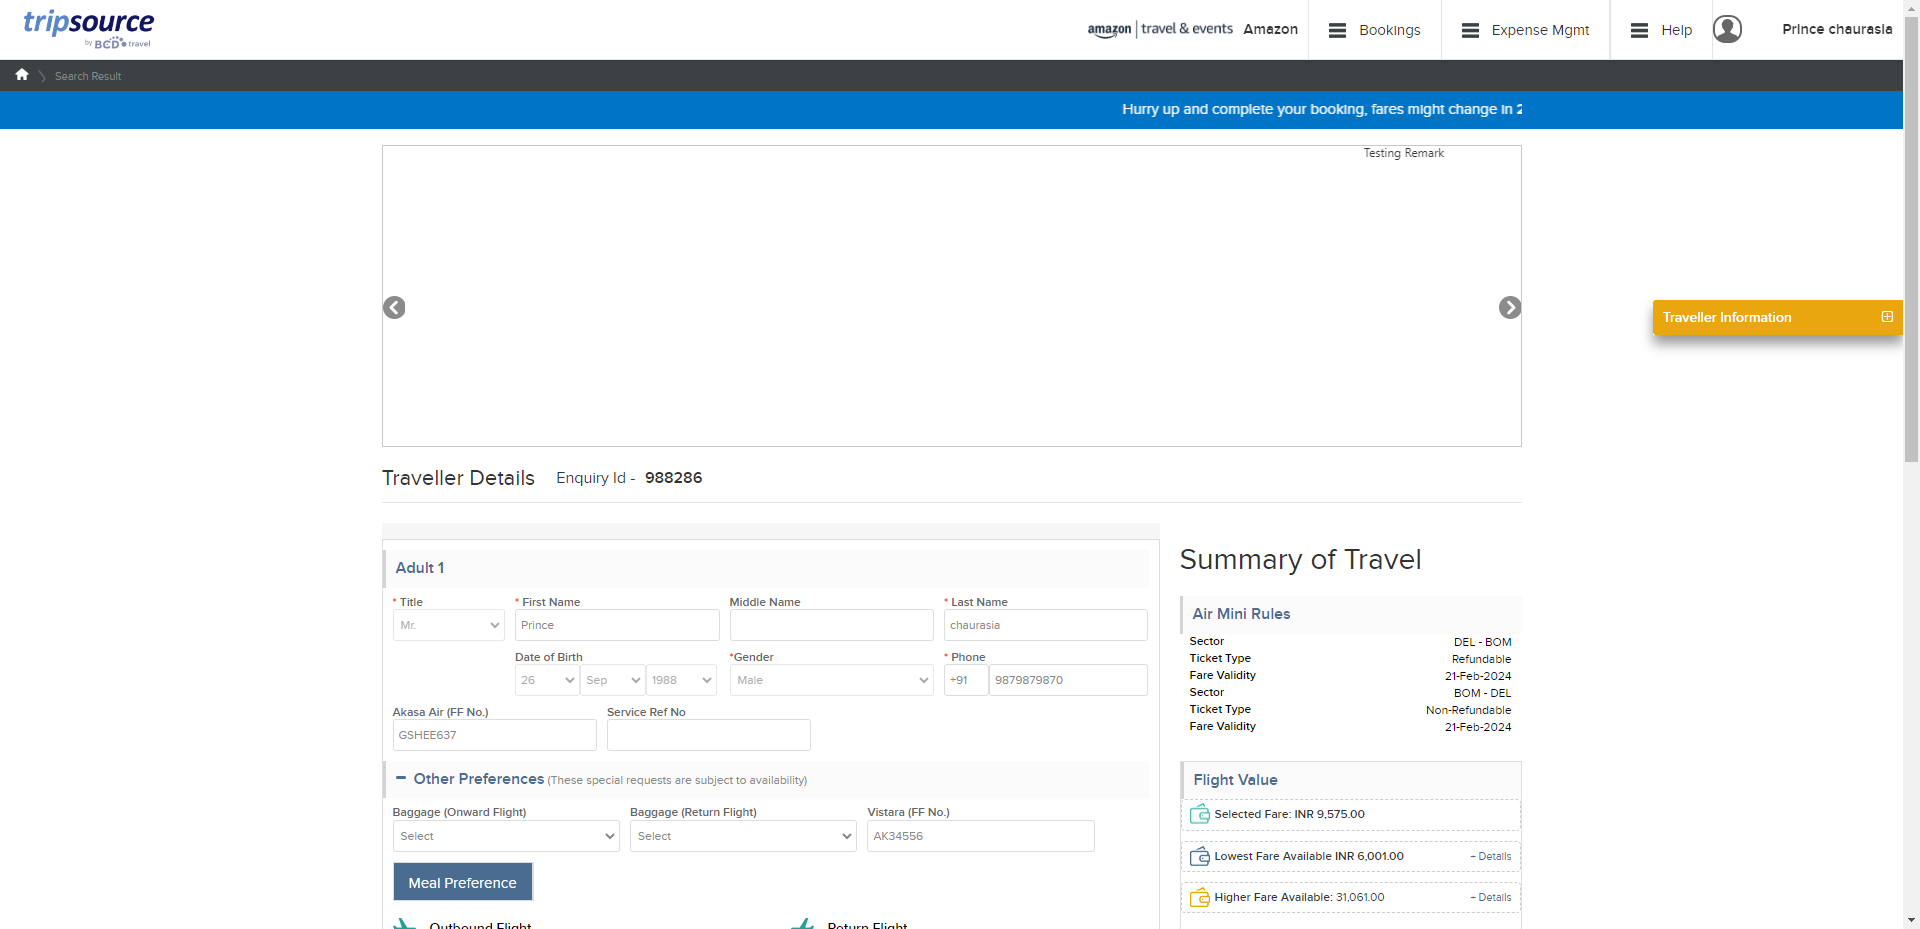 tripsource
by BCD travel
amazon | travel & events Amazon
Bookings
Expense Mgmt
Help
Prince chaurasia
Search Result
Hurry up and complete your booking, fares might change in 2
Testing Remark
Traveller Information
Traveller Details Enquiry Id - 988286
Adult 1
* Title * First Name Middle Name * Last Name
Mr. Prince chaurasia
Date of Birth *Gender * Phone
26 Sep 1988 Male +91 9879879870
Akasa Air (FF No.) Service Ref No
GSHEE637
Other Preferences (These special requests are subject to availability)
Baggage (Onward Flight) Baggage (Return Flight) Vistara (FF No.)
Select Select AK34556
Meal Preference
Outbound Flight Return Flight
Summary of Travel
Air Mini Rules
Sector DEL - BOM
Ticket Type Refundable
Fare Validity 21-Feb-2024
Sector BOM - DEL
Ticket Type Non-Refundable
Fare Validity 21-Feb-2024
Flight Value
Selected Fare: INR 9,575.00
Lowest Fare Available INR 6,001.00 + Details
Higher Fare Available: 31,061.00 + Details